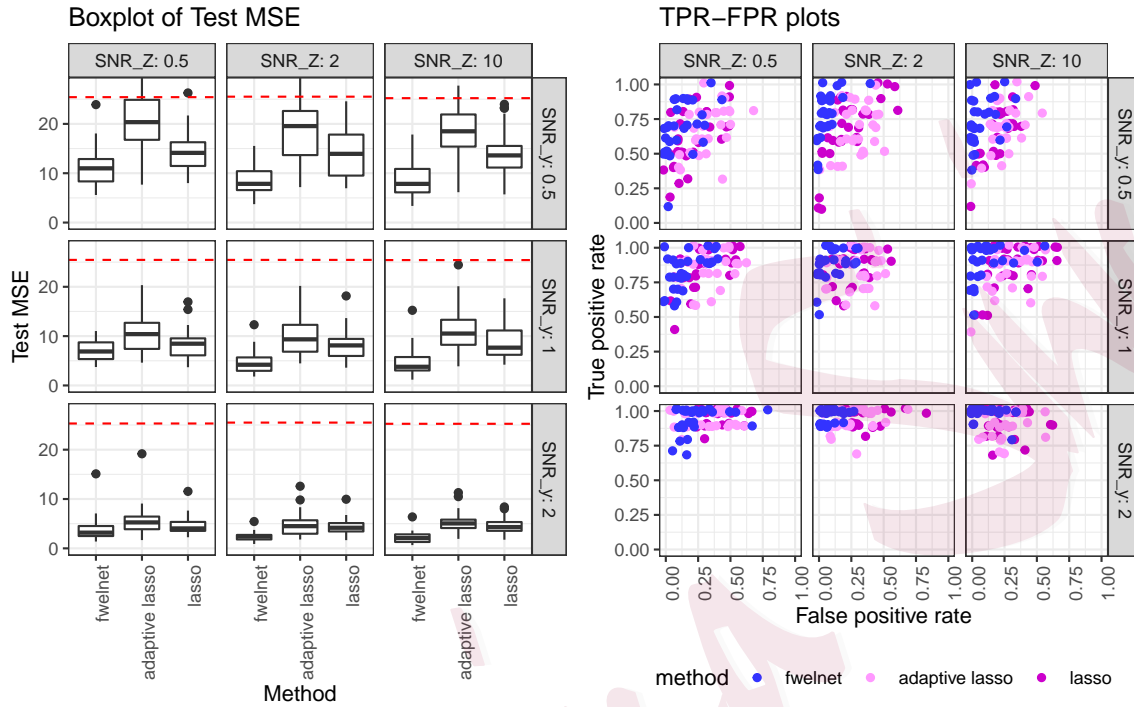 Boxplot of Test MSE
SNR_Z: 0.5
SNR_Z: 2
SNR_Z: 10
20
10
0
SNR_y: 0.5
20
10
0
SNR_y: 1
20
10
0
SNR_y: 2
Test MSE
fwelnet
adaptive lasso
lasso
fwelnet
adaptive lasso
lasso
fwelnet
adaptive lasso
lasso
Method
TPR−FPR plots
SNR_Z: 0.5
SNR_Z: 2
SNR_Z: 10
1.00
0.75
0.50
0.25
0.00
SNR_y: 0.5
1.00
0.75
0.50
0.25
0.00
SNR_y: 1
1.00
0.75
0.50
0.25
0.00
SNR_y: 2
True positive rate
0.00
0.25
0.50
0.75
1.00
0.00
0.25
0.50
0.75
1.00
0.00
0.25
0.50
0.75
1.00
False positive rate
method fwelnet adaptive lasso lasso